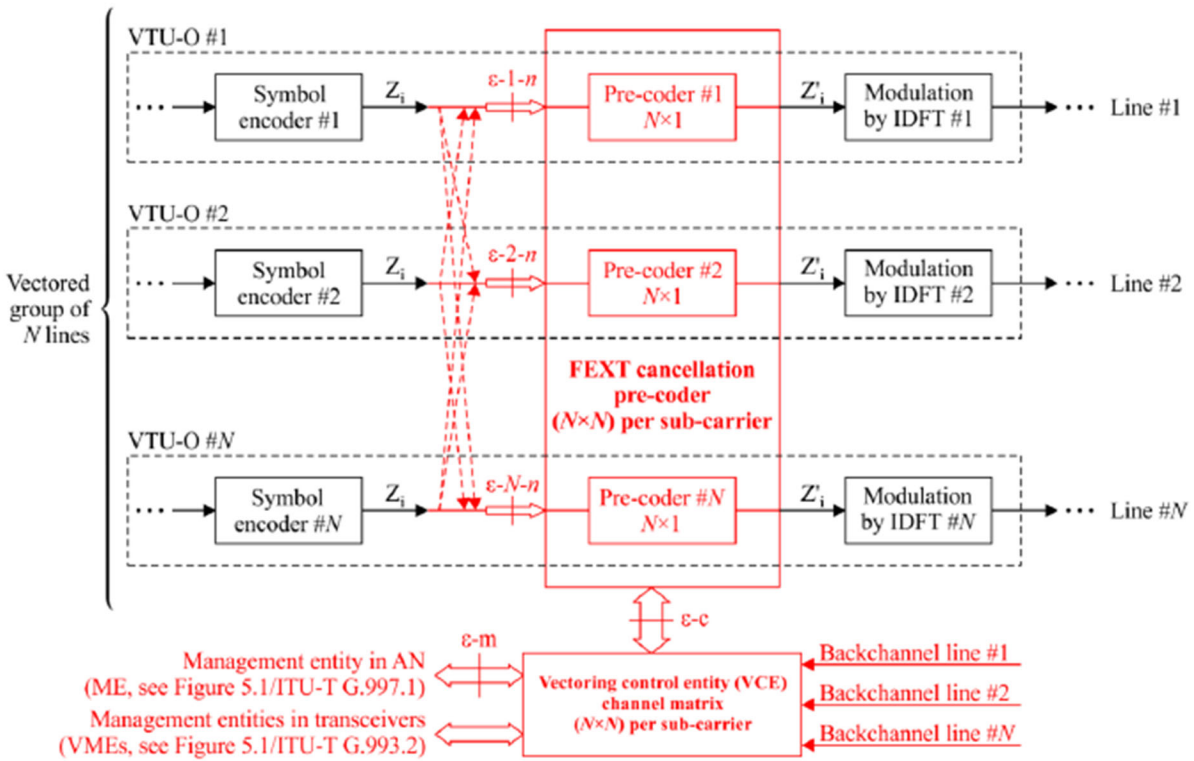 VTU-O #1
ε-1-n
Symbol
encoder #1
Zi
Pre-coder #1
N×1
Z'i
Modulation
by IDFT #1
Line #1
VTU-O #2
ε-2-n
Symbol
encoder #2
Zi
Pre-coder #2
N×1
Z'i
Modulation
by IDFT #2
Line #2
Vectored
group of
N lines
FEXT cancellation
pre-coder
(N×N) per sub-carrier
VTU-O #N
ε-N-n
Symbol
encoder #N
Zi
Pre-coder #N
N×1
Z'i
Modulation
by IDFT #N
Line #N
ε-c
ε-m
Management entity in AN
(ME, see Figure 5.1/ITU-T G.997.1)
Management entities in transceivers
(VMEs, see Figure 5.1/ITU-T G.993.2)
Vectoring control entity (VCE)
channel matrix
(N×N) per sub-carrier
Backchannel line #1
Backchannel line #2
Backchannel line #N